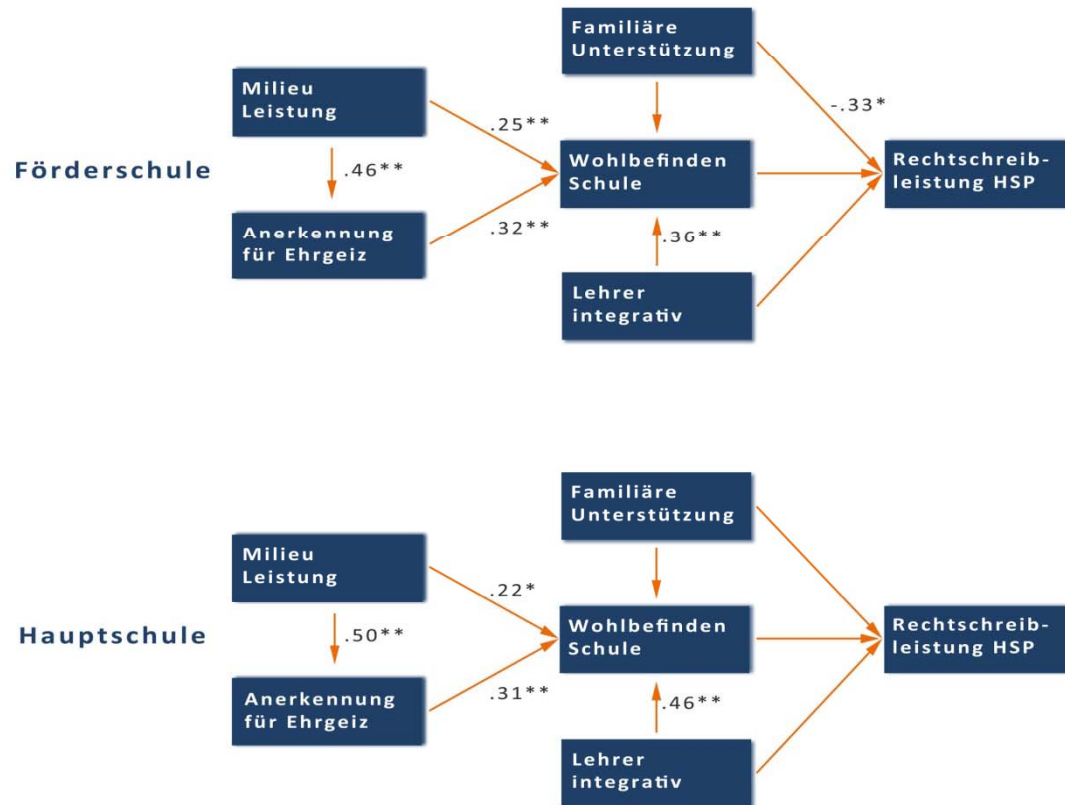 Familiäre
Unterstützung
Milieu
Leistung
-.33*
.25**
Förderschule
.46**
Wohlbefinden
Schule
Rechtschreib-
leistung HSP
Anerkennung
für Ehrgeiz
.32**
.36**
Lehrer
integrativ
Familiäre
Unterstützung
Milieu
Leistung
.22*
Hauptschule
.50**
Wohlbefinden
Schule
Rechtschreib-
leistung HSP
Anerkennung
für Ehrgeiz
.31**
.46**
Lehrer
integrativ